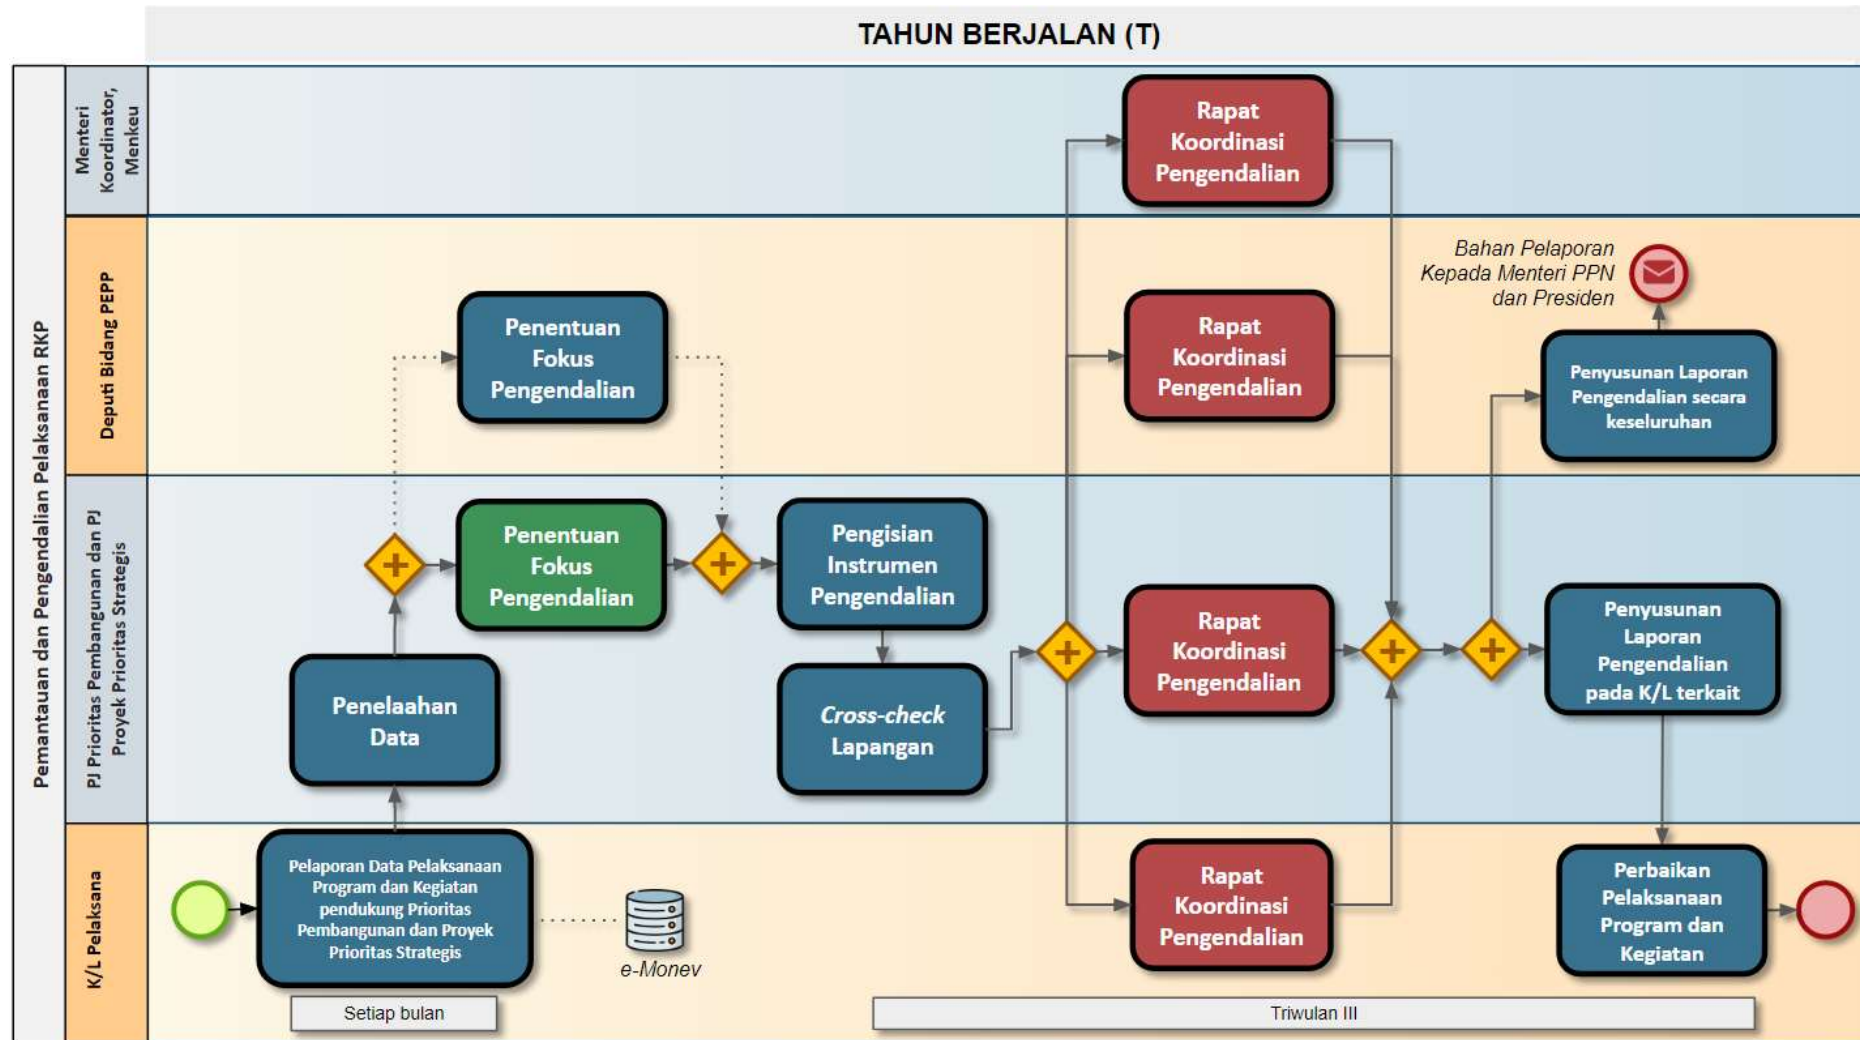 TAHUN BERJALAN (T)
Pemantauan dan Pengendalian Pelaksanaan RKP
Menteri
Koordinator,
Menkeu
Rapat
Koordinasi
Pengendalian
Deputi Bidang PEPP
Penentuan
Fokus
Pengendalian
Rapat
Koordinasi
Pengendalian
Bahan Pelaporan
Kepada Menteri PPN
dan Presiden
Penyusunan Laporan
Pengendalian secara
keseluruhan
PJ Prioritas Pembangunan dan PJ
Proyek Prioritas Strategis
Penelaahan
Data
Penentuan
Fokus
Pengendalian
Pengisian
Instrumen
Pengendalian
Cross-check
Lapangan
Rapat
Koordinasi
Pengendalian
Penyusunan
Laporan
Pengendalian
pada K/L terkait
K/L Pelaksana
Pelaporan Data Pelaksanaan
Program dan Kegiatan
pendukung Prioritas
Pembangunan dan Proyek
Prioritas Strategis
e-Monev
Rapat
Koordinasi
Pengendalian
Perbaikan
Pelaksanaan
Program dan
Kegiatan
Setiap bulan
Triwulan III